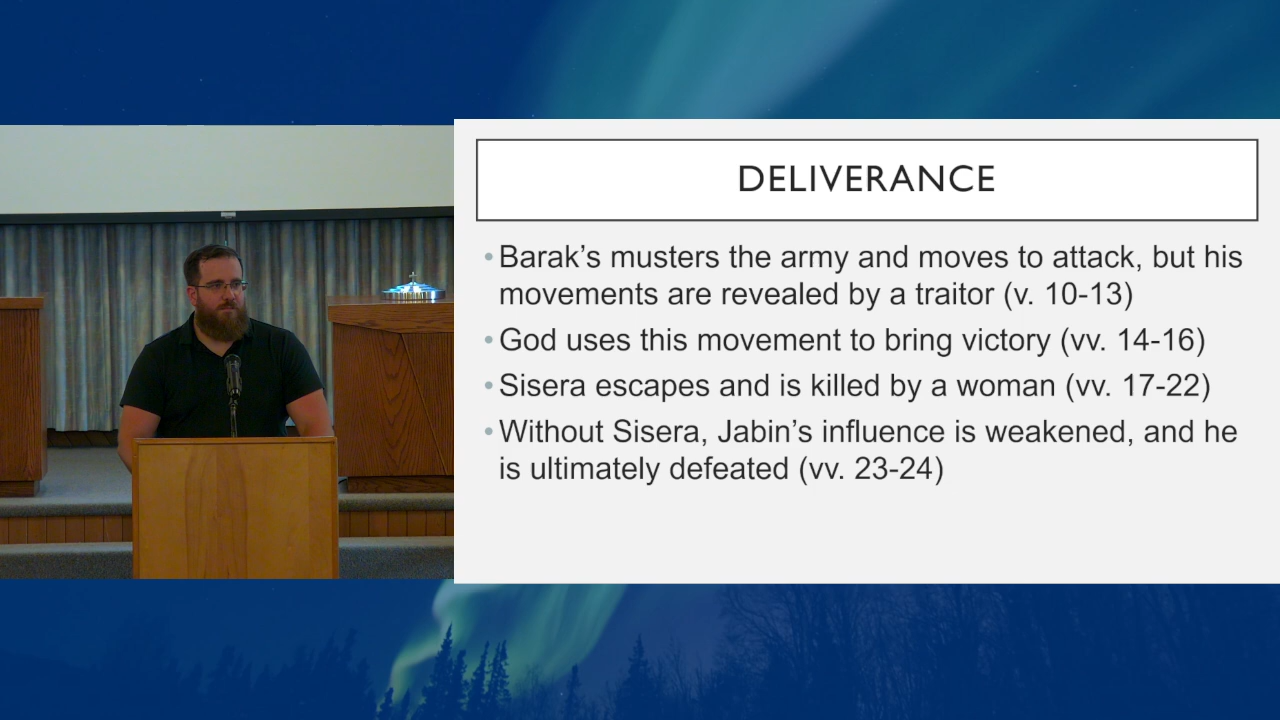 DELIVERANCE
•Barak’s musters the army and moves to attack, but his
movements are revealed by a traitor (v. 10-13)
•God uses this movement to bring victory (vv. 14-16)
•Sisera escapes and is killed by a woman (vv. 17-22)
•Without Sisera, Jabin’s influence is weakened, and he
is ultimately defeated (vv. 23-24)